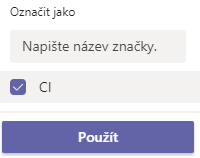 Označit jako
Napište název značky.
CI
Použít